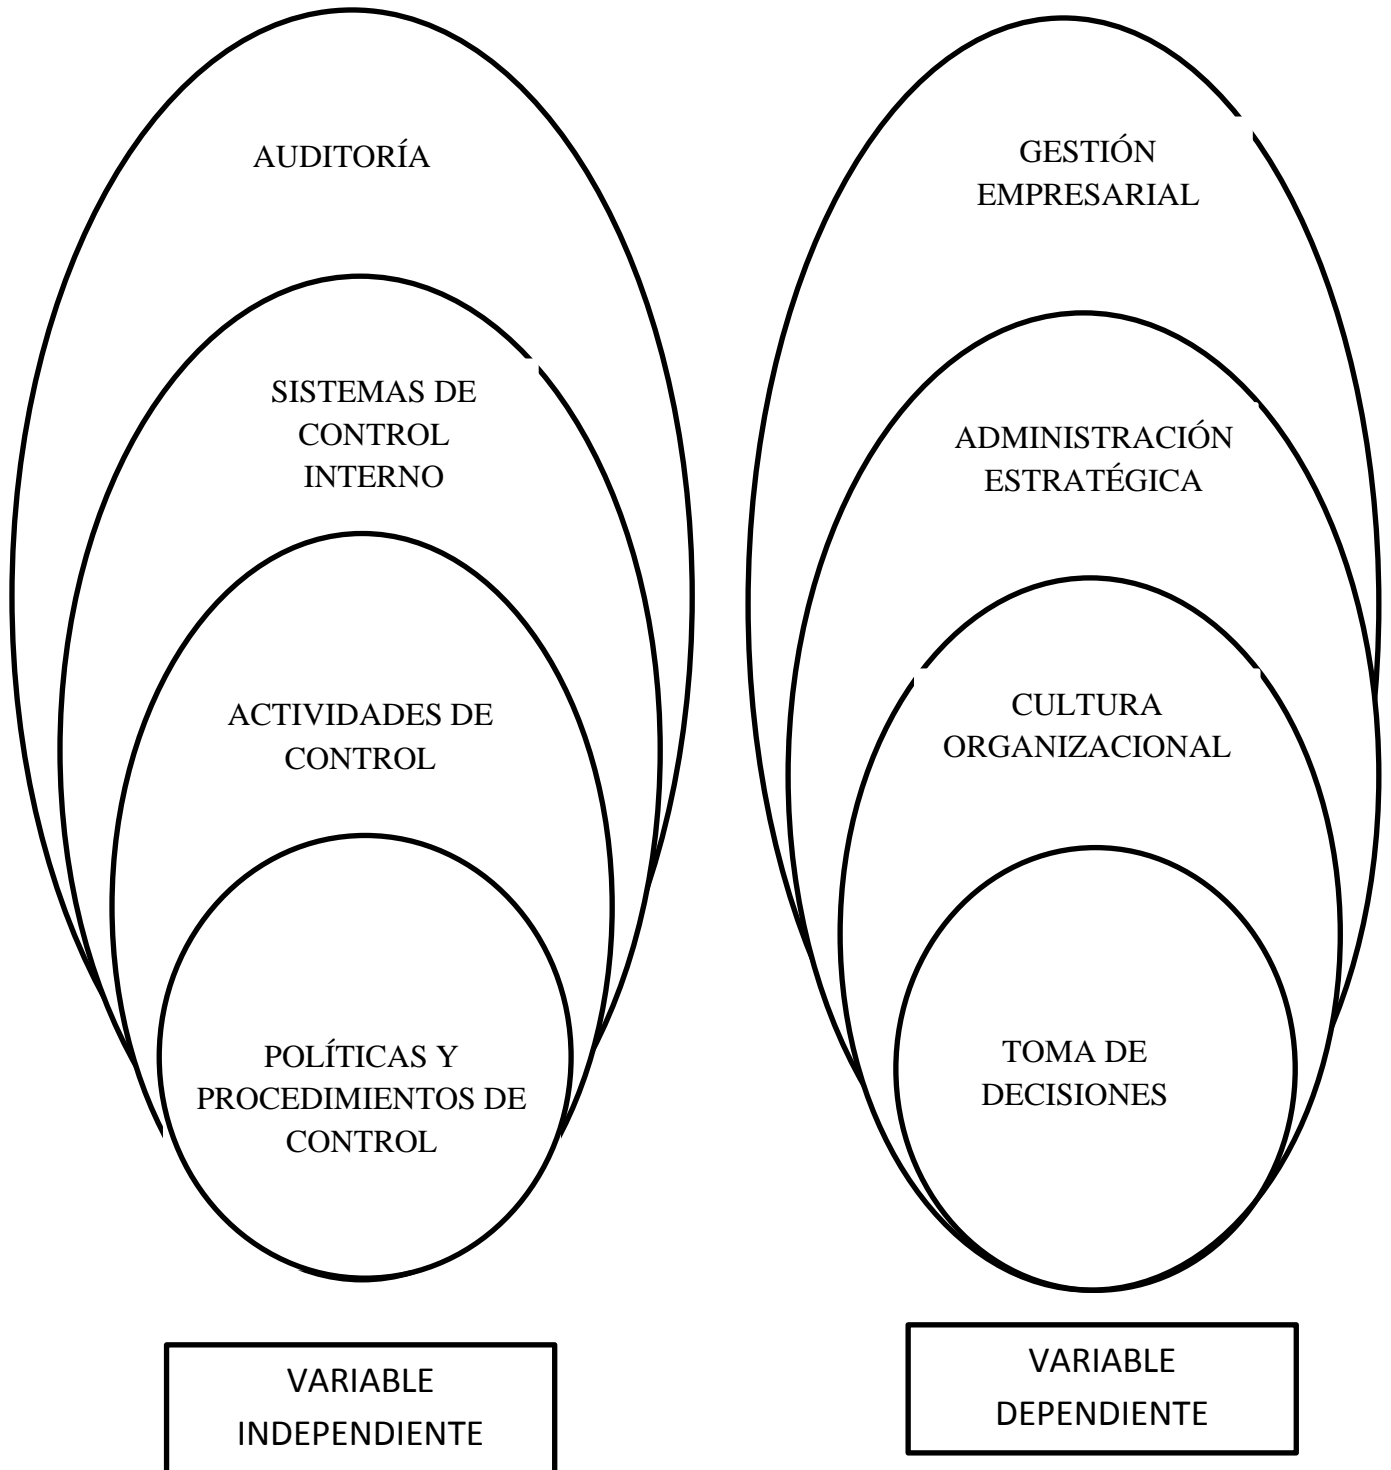 AUDITORÍA
SISTEMAS DE
CONTROL
INTERNO
ACTIVIDADES DE
CONTROL
POLÍTICAS Y
PROCEDIMIENTOS DE
CONTROL
VARIABLE
INDEPENDIENTE
GESTIÓN
EMPRESARIAL
ADMINISTRACIÓN
ESTRATÉGICA
CULTURA
ORGANIZACIONAL
TOMA DE
DECISIONES
VARIABLE
DEPENDIENTE